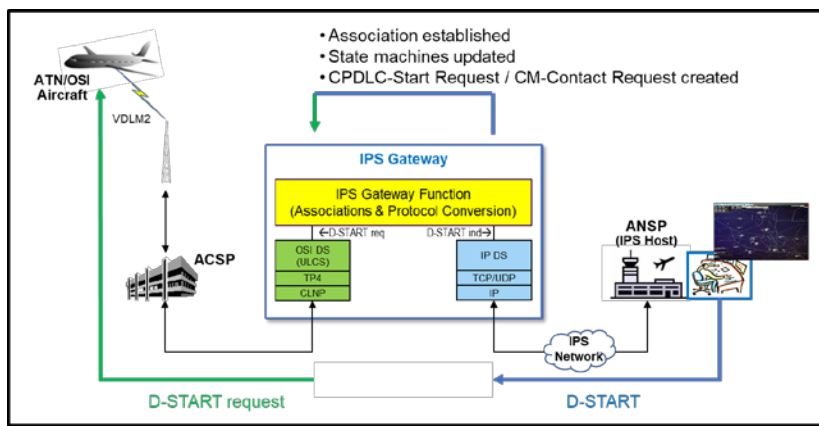 • Association established
• State machines updated
• CPDLC-Start Request / CM-Contact Request created
ATN/OSI
Aircraft
VDLM2
IPS Gateway
IPS Gateway Function
(Associations & Protocol Conversion)
←D-START req
D-START ind→
OSI DS
(ULCS)
TP4
CLNP
IP DS
TCP/UDP
IP
ACSP
ANSP
(IPS Host)
IPS
Network
D-START request
D-START